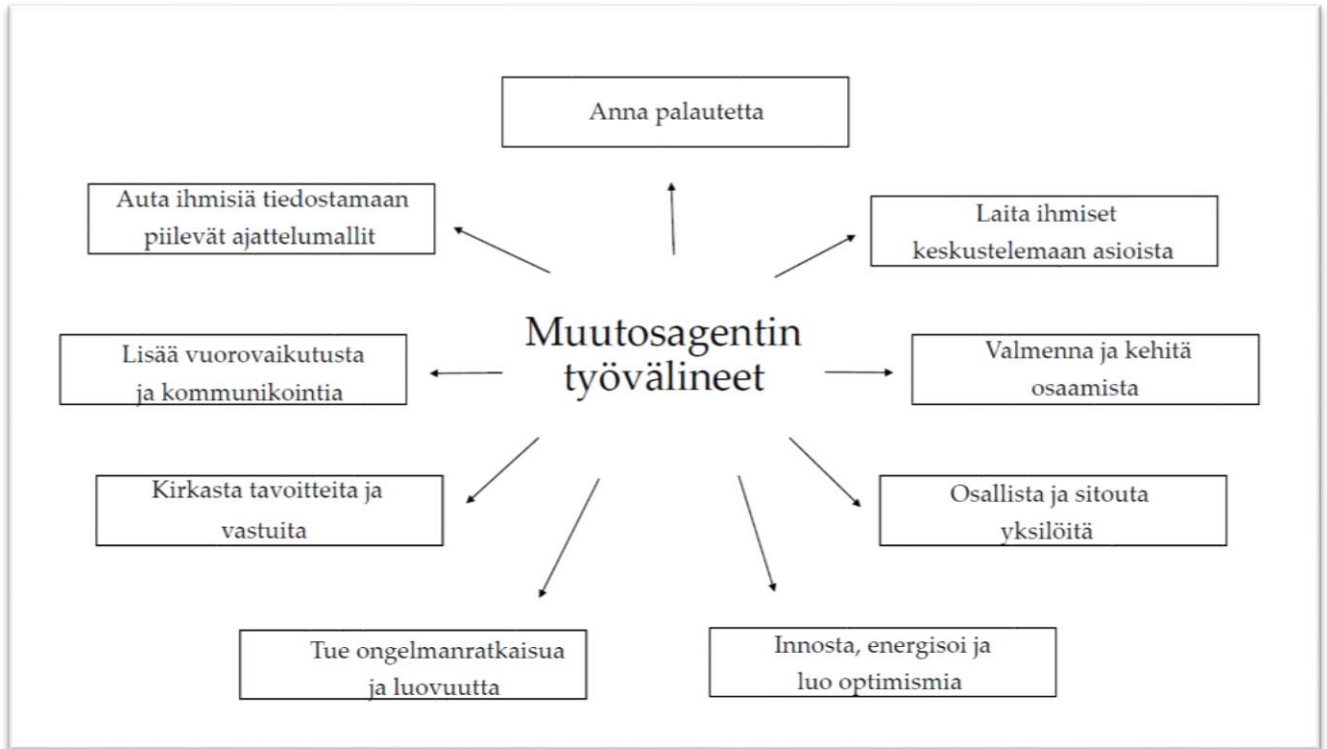 Anna palautetta
Auta ihmisiä tiedostamaan
piilevät ajattelumallit
Laita ihmiset
keskustelemaan asioista
Muutosagentin
työvälineet
Lisää vuorovaikutusta
ja kommunikointia
Valmenna ja kehitä
osaamista
Kirkasta tavoitteita ja
vastuita
Osallista ja sitouta
yksilöitä
Tue ongelmanratkaisua
ja luovuutta
Innosta, energisoi ja
luo optimismia